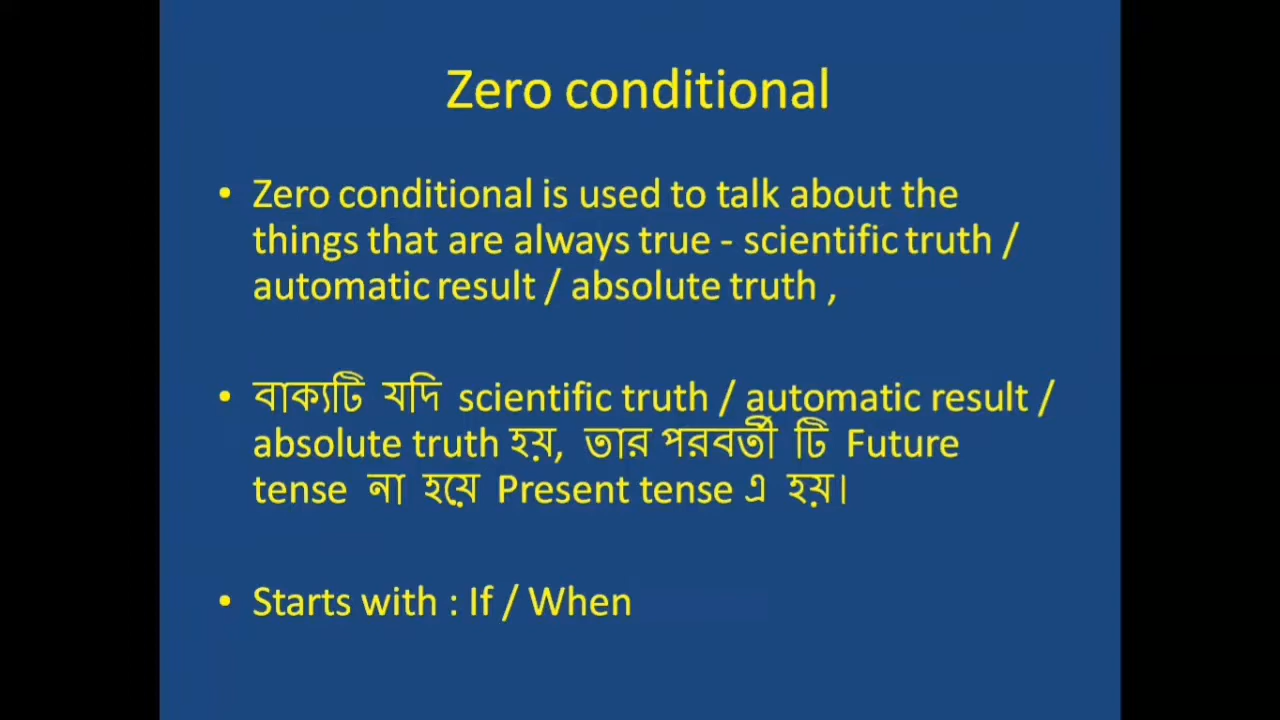 Zero conditional
• Zero conditional is used to talk about the
things that are always true - scientific truth /
automatic result / absolute truth ,
• বাক্যটি যদি scientific truth / automatic result /
absolute truth হয়, তার পরবর্তী টি Future
tense না হয়ে Present tense এ হয়।
• Starts with : If / When